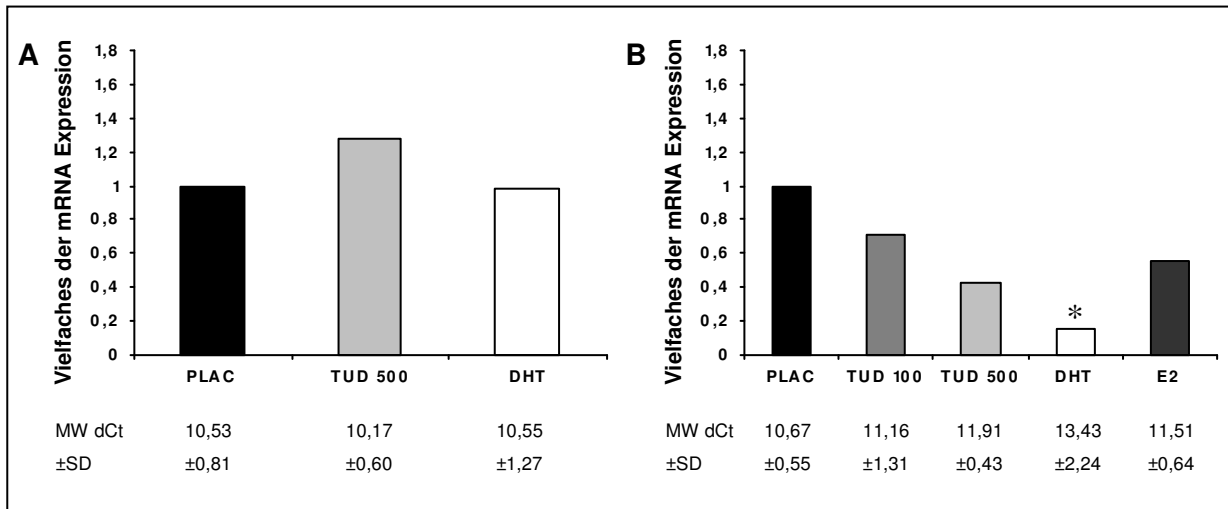 A
Vielfaches der mRNA Expression
1,8
1,6
1,4
1,2
1
0,8
0,6
0,4
0,2
0
PLAC TUD 500 DHT
MW dCt 10,53 10,17 10,55
±SD ±0,81 ±0,60 ±1,27
B
Vielfaches der mRNA Expression
1,8
1,6
1,4
1,2
1
0,8
0,6
0,4
0,2
0
*
PLAC TUD 100 TUD 500 DHT E2
MW dCt 10,67 11,16 11,91 13,43 11,51
±SD ±0,55 ±1,31 ±0,43 ±2,24 ±0,64